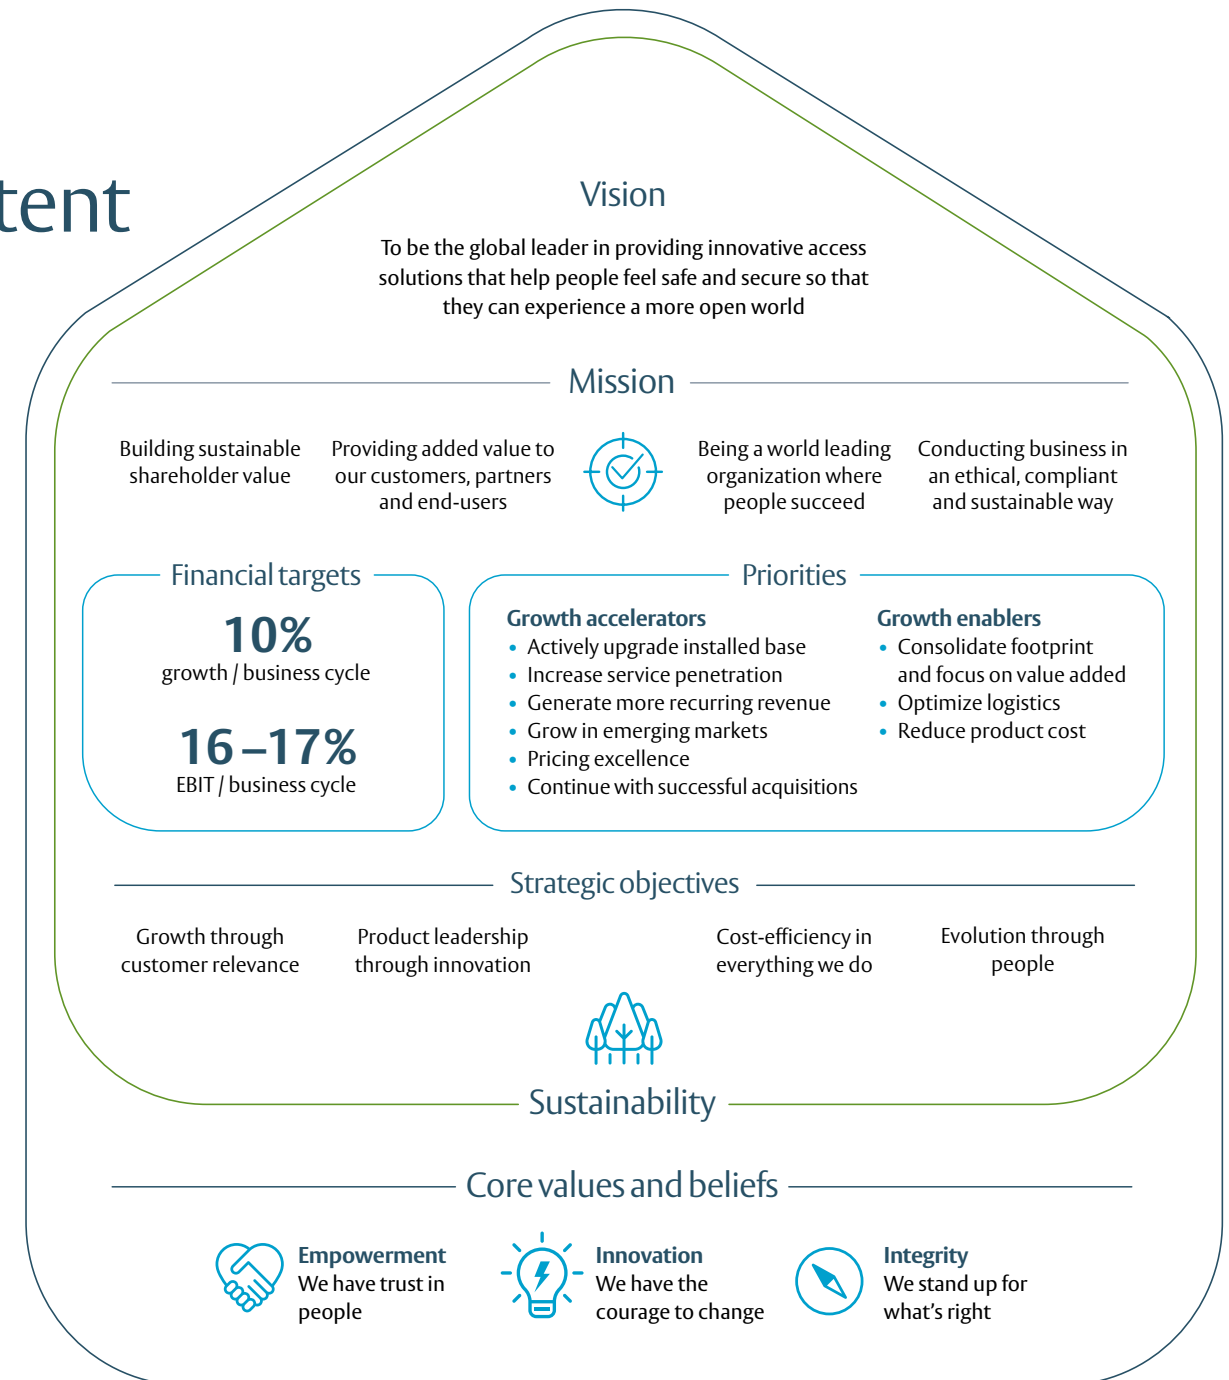 tent
Vision
To be the global leader in providing innovative access
solutions that help people feel safe and secure so that
they can experience a more open world
Mission
Building sustainable
shareholder value
Providing added value to
our customers, partners
and end-users
Being a world leading
organization where
people succeed
Conducting business in
an ethical, compliant
and sustainable way
Financial targets
10%
growth / business cycle
16 –17%
EBIT / business cycle
Priorities
Growth accelerators
• Actively upgrade installed base
• Increase service penetration
• Generate more recurring revenue
• Grow in emerging markets
• Pricing excellence
• Continue with successful acquisitions
Growth enablers
• Consolidate footprint
and focus on value added
• Optimize logistics
• Reduce product cost
Strategic objectives
Growth through
customer relevance
Product leadership
through innovation
Cost-efficiency in
everything we do
Evolution through
people
Sustainability
Core values and beliefs
Empowerment
We have trust in
people
Innovation
We have the
courage to change
Integrity
We stand up for
what's right